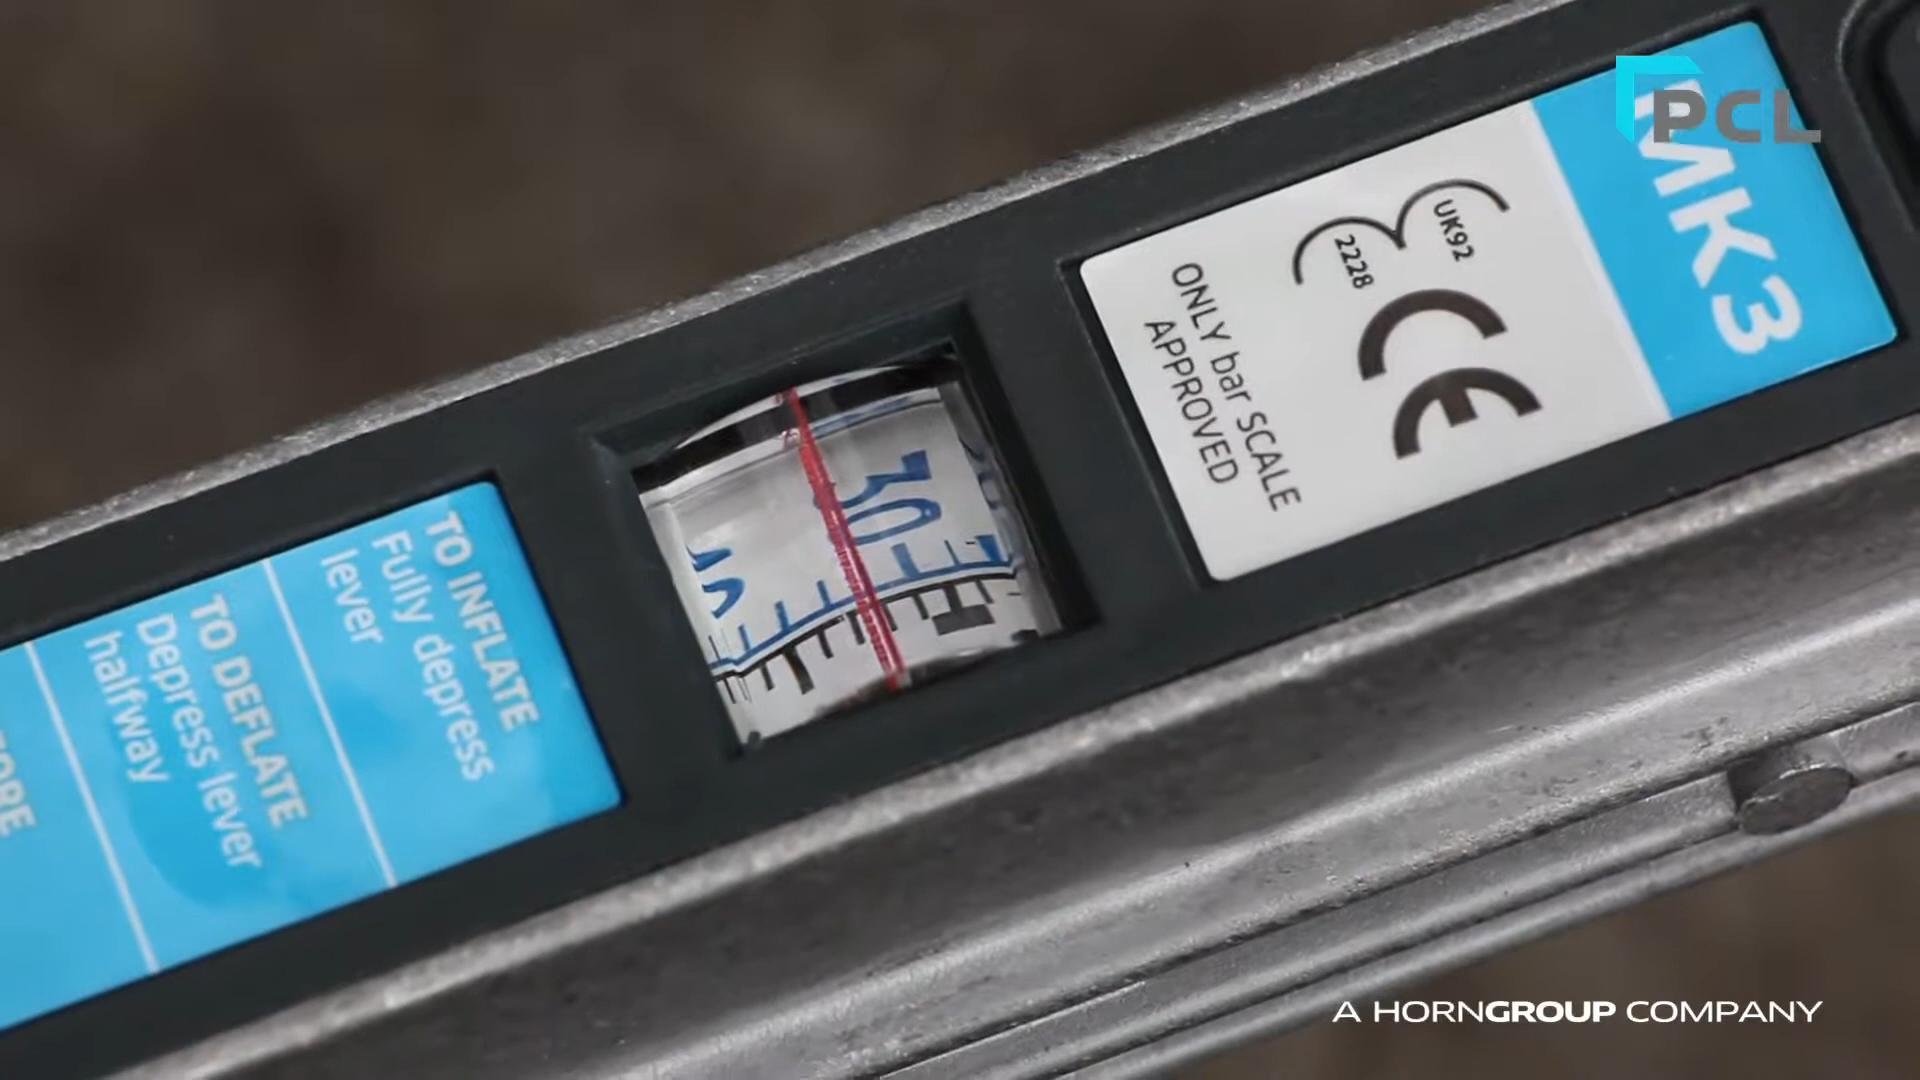 PCL
MK3
UK92
2228
CE
ONLY bar SCALE
APPROVED
30
TO INFLATE
Fully depress
lever
TO DEFLATE
Depress lever
halfway
A HORNGROUP COMPANY